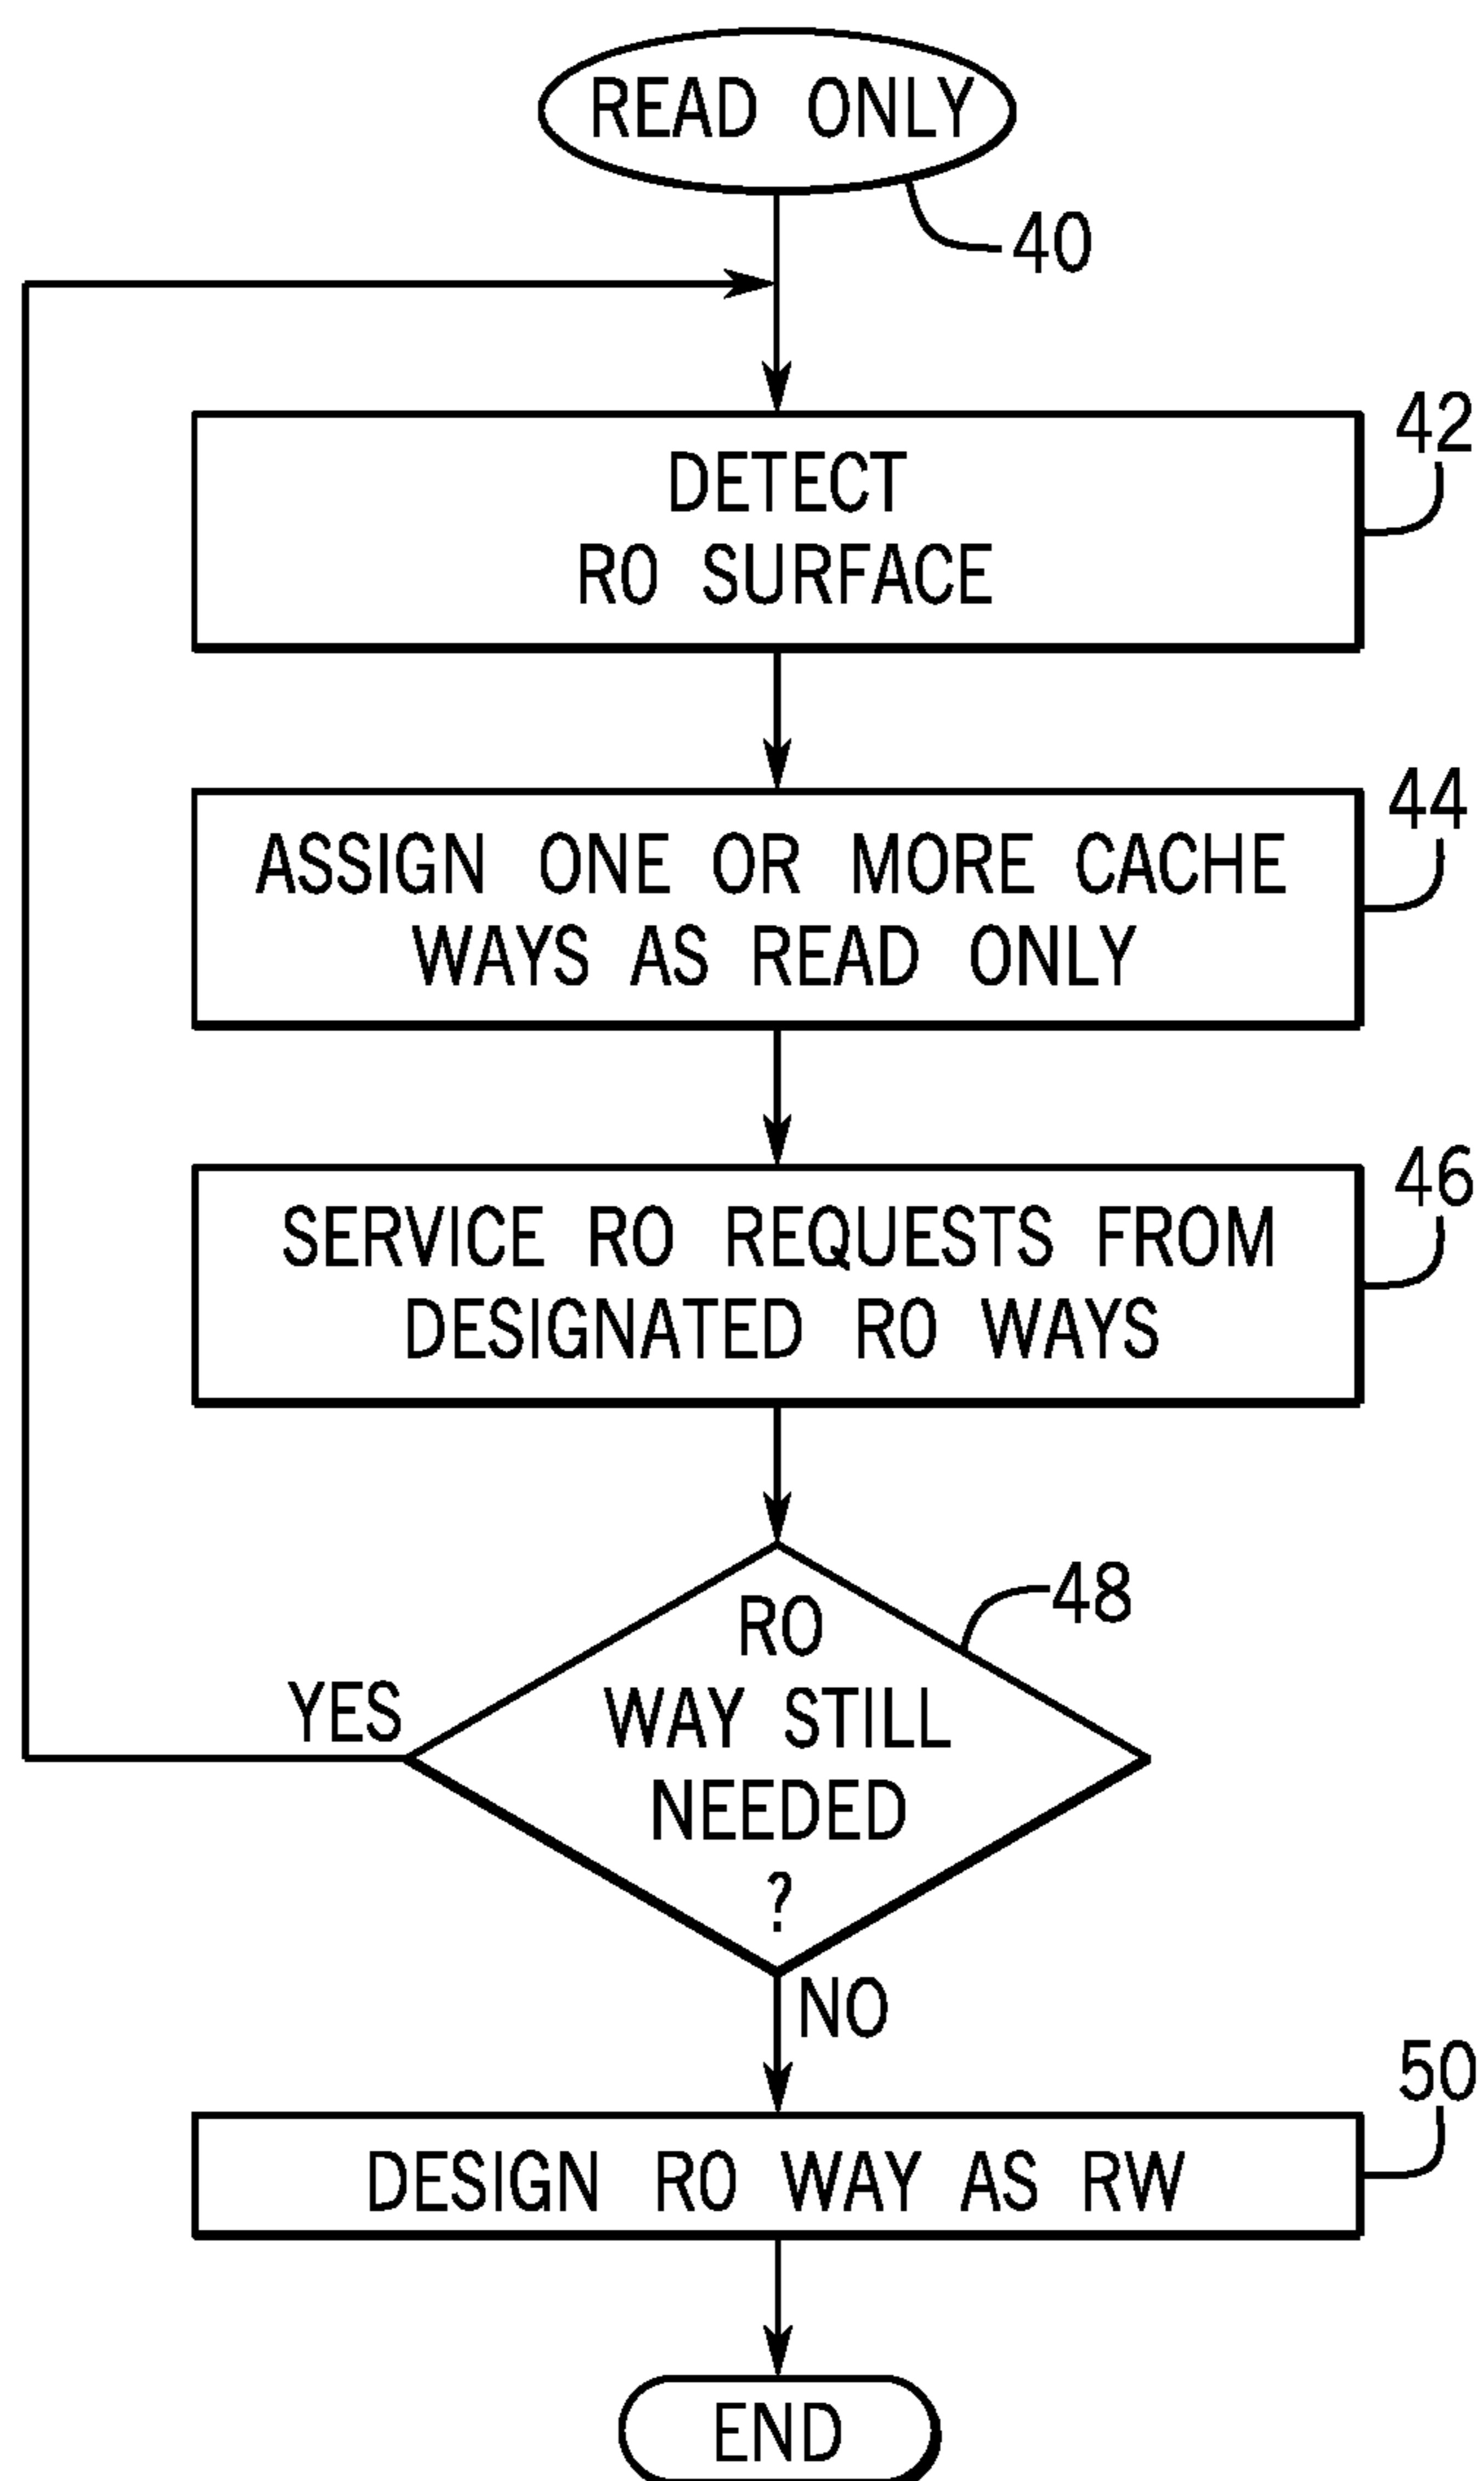 READ ONLY
40
42
DETECT
RO SURFACE
44
ASSIGN ONE OR MORE CACHE
WAYS AS READ ONLY
46
SERVICE RO REQUESTS FROM
DESIGNATED RO WAYS
48
RO
WAY STILL
NEEDED
?
YES
NO
50
DESIGN RO WAY AS RW
END